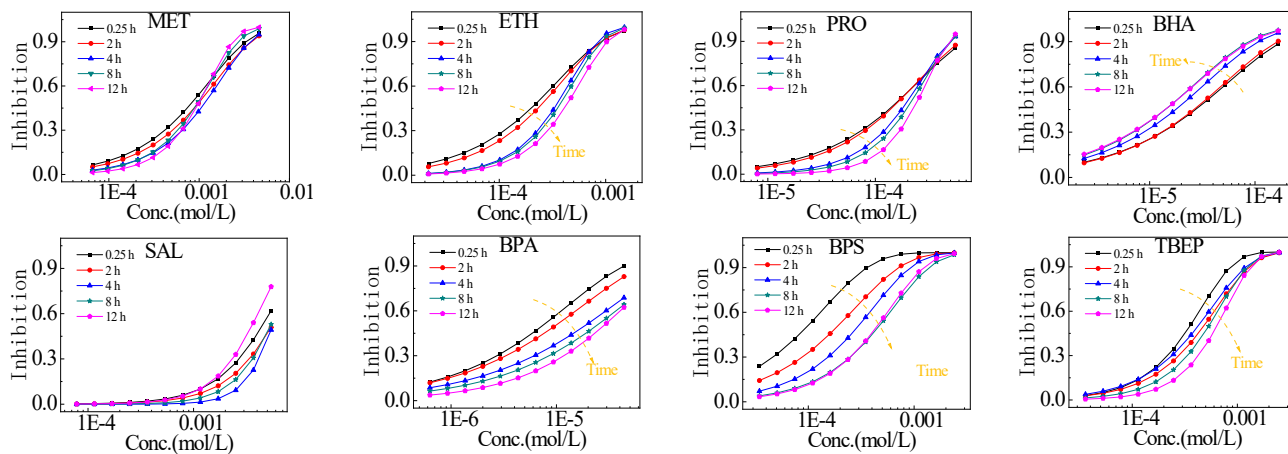 MET
0.25 h
2 h
4 h
8 h
12 h
0.9
0.6
0.3
0.0
Inhibition
1E-4
0.001
0.01
Conc.(mol/L)
ETH
0.25 h
2 h
4 h
8 h
12 h
Time
0.9
0.6
0.3
0.0
Inhibition
1E-4
0.001
Conc.(mol/L)
PRO
0.25 h
2 h
4 h
8 h
12 h
Time
0.9
0.6
0.3
0.0
Inhibition
1E-5
1E-4
Conc.(mol/L)
BHA
0.25 h
2 h
4 h
8 h
12 h
Time
0.9
0.6
0.3
0.0
Inhibition
1E-5
1E-4
Conc.(mol/L)
SAL
0.25 h
2 h
4 h
8 h
12 h
0.9
0.6
0.3
0.0
Inhibition
1E-4
0.001
Conc.(mol/L)
BPA
0.25 h
2 h
4 h
8 h
12 h
Time
0.9
0.6
0.3
0.0
Inhibition
1E-6
1E-5
Conc.(mol/L)
BPS
0.25 h
2 h
4 h
8 h
12 h
Time
0.9
0.6
0.3
0.0
Inhibition
1E-4
0.001
Conc.(mol/L)
TBEP
0.25 h
2 h
4 h
8 h
12 h
Time
0.9
0.6
0.3
0.0
Inhibition
1E-4
0.001
Conc.(mol/L)